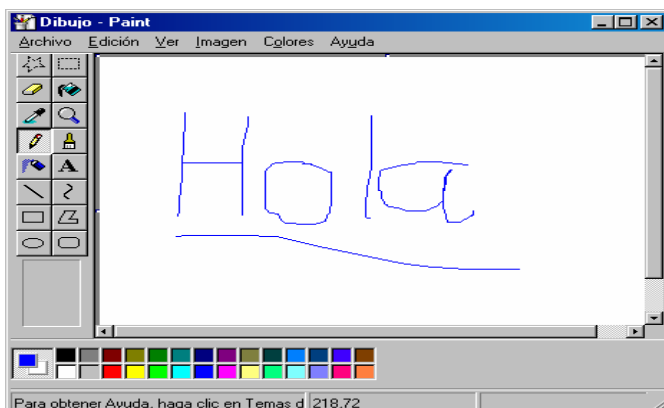 Dibujo - Paint
Archivo Edición Ver Imagen Colores Ayuda
A
Hola
Para obtener Ayuda, haga clic en Temas d 218,72